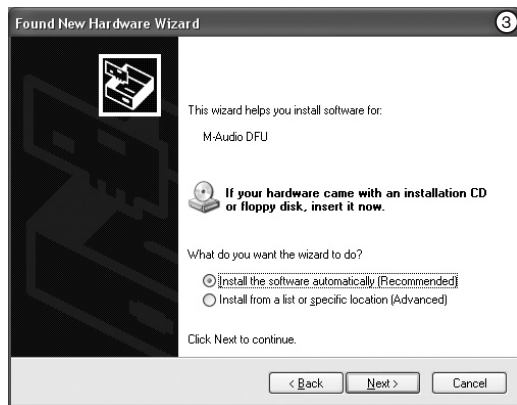 Found New Hardware Wizard
3
This wizard helps you install software for:
M-Audio DFU
If your hardware came with an installation CD
or floppy disk, insert it now.
What do you want the wizard to do?
Install the software automatically (Recommended)
Install from a list or specific location (Advanced)
Click Next to continue.
< Back
Next >
Cancel